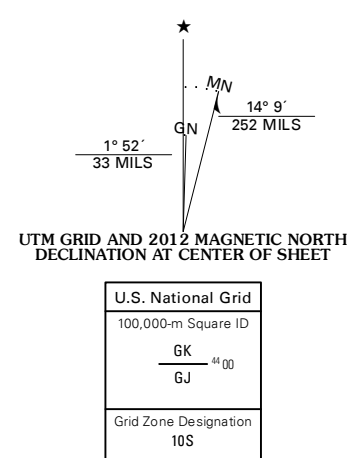 ★
MN
14° 9´
252 MILS
GN
1° 52´
33 MILS
UTM GRID AND 2012 MAGNETIC NORTH
DECLINATION AT CENTER OF SHEET
U.S. National Grid
100,000-m Square ID
GK
44 00
GJ
Grid Zone Designation
10S